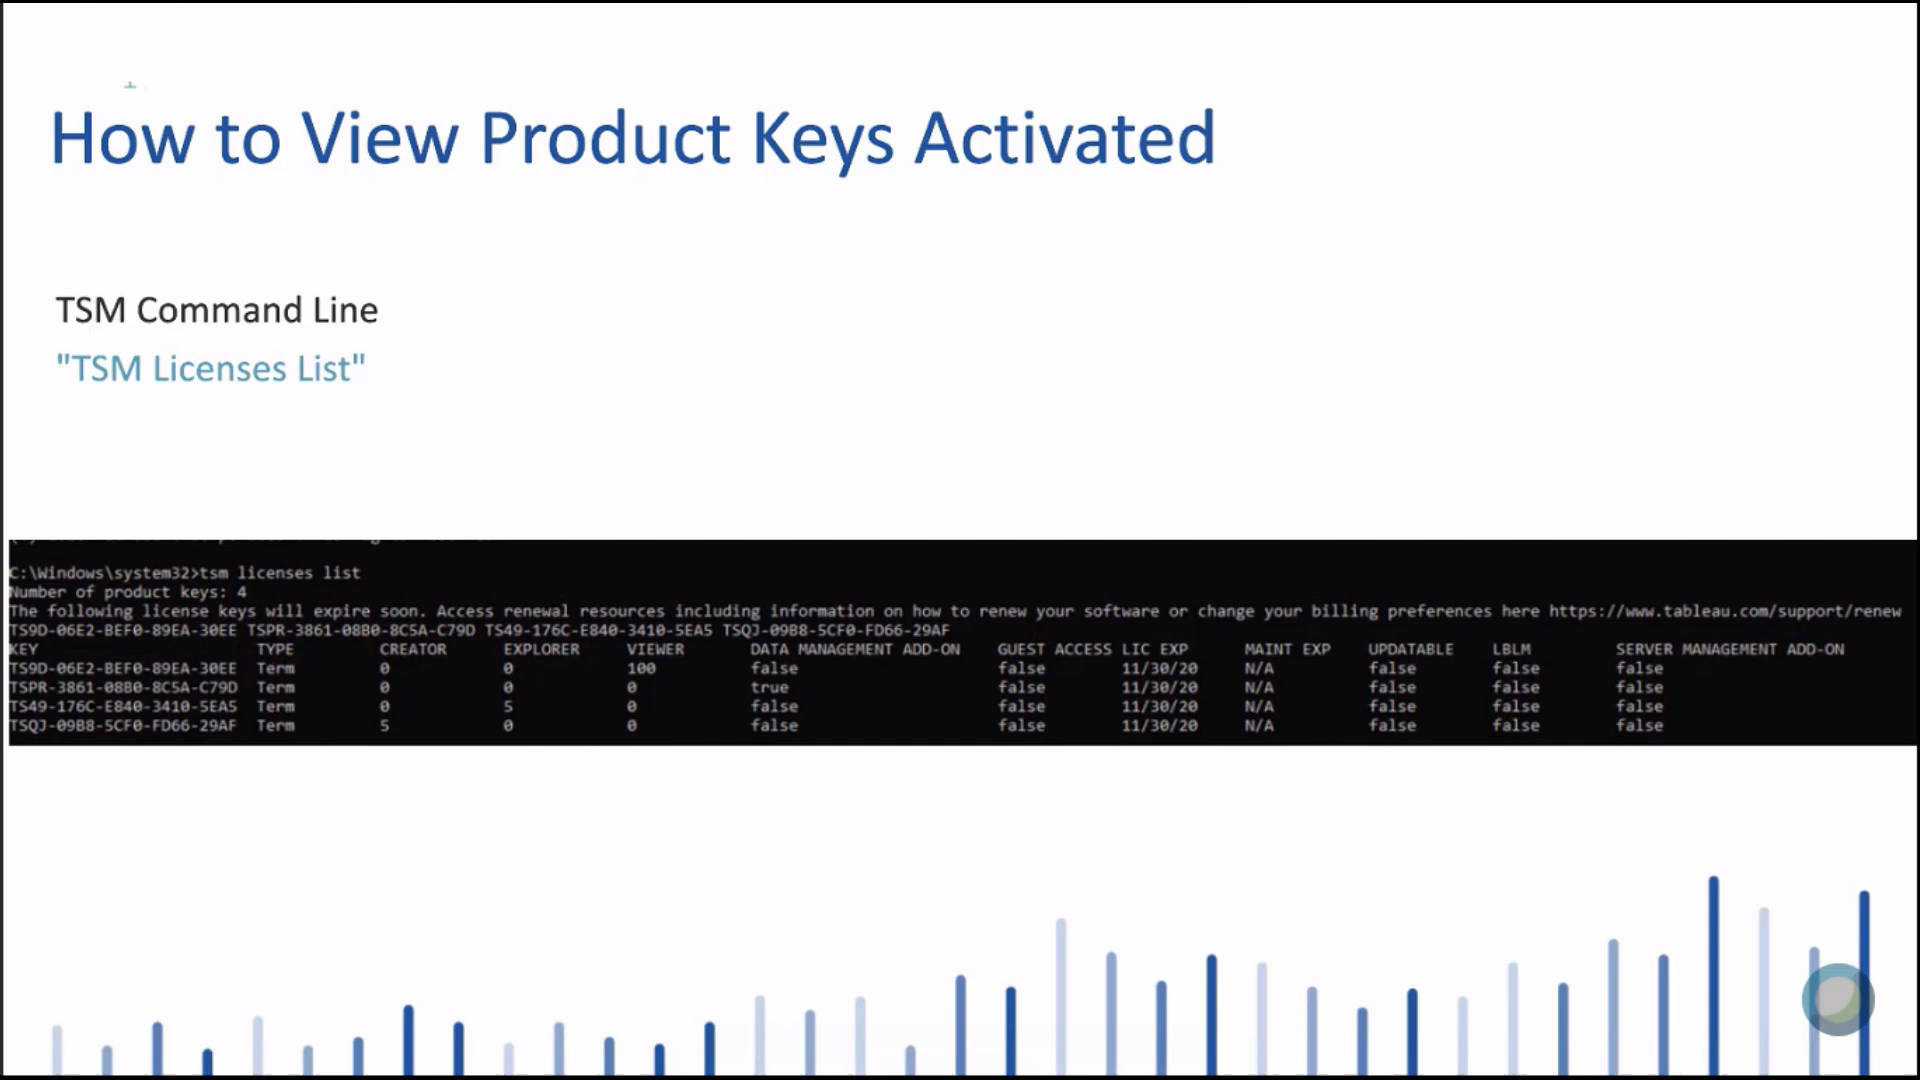 How to View Product Keys Activated
TSM Command Line
"TSM Licenses List"
C:\Windows\system32>tsm licenses list
Number of product keys: 4
The following license keys will expire soon. Access renewal resources including information on how to renew your software or change your billing preferences here https://www.tableau.com/support/renew
TS9D-06E2-BEF0-89EA-30EE TSPR-3861-08B0-8C5A-C79D TS49-176C-E840-3410-5EA5 TSQJ-09B8-5CF0-FD66-29AF
KEY TYPE CREATOR EXPLORER VIEWER DATA MANAGEMENT ADD-ON GUEST ACCESS LIC EXP MAINT EXP UPDATABLE LBLM SERVER MANAGEMENT ADD-ON
TS9D-06E2-BEF0-89EA-30EE Term 0 0 100 false false 11/30/20 N/A false false false
TSPR-3861-08B0-8C5A-C79D Term 0 0 0 true false 11/30/20 N/A false false false
TS49-176C-E840-3410-5EA5 Term 0 5 0 false false 11/30/20 N/A false false false
TSQJ-09B8-5CF0-FD66-29AF Term 5 0 0 false false 11/30/20 N/A false false false